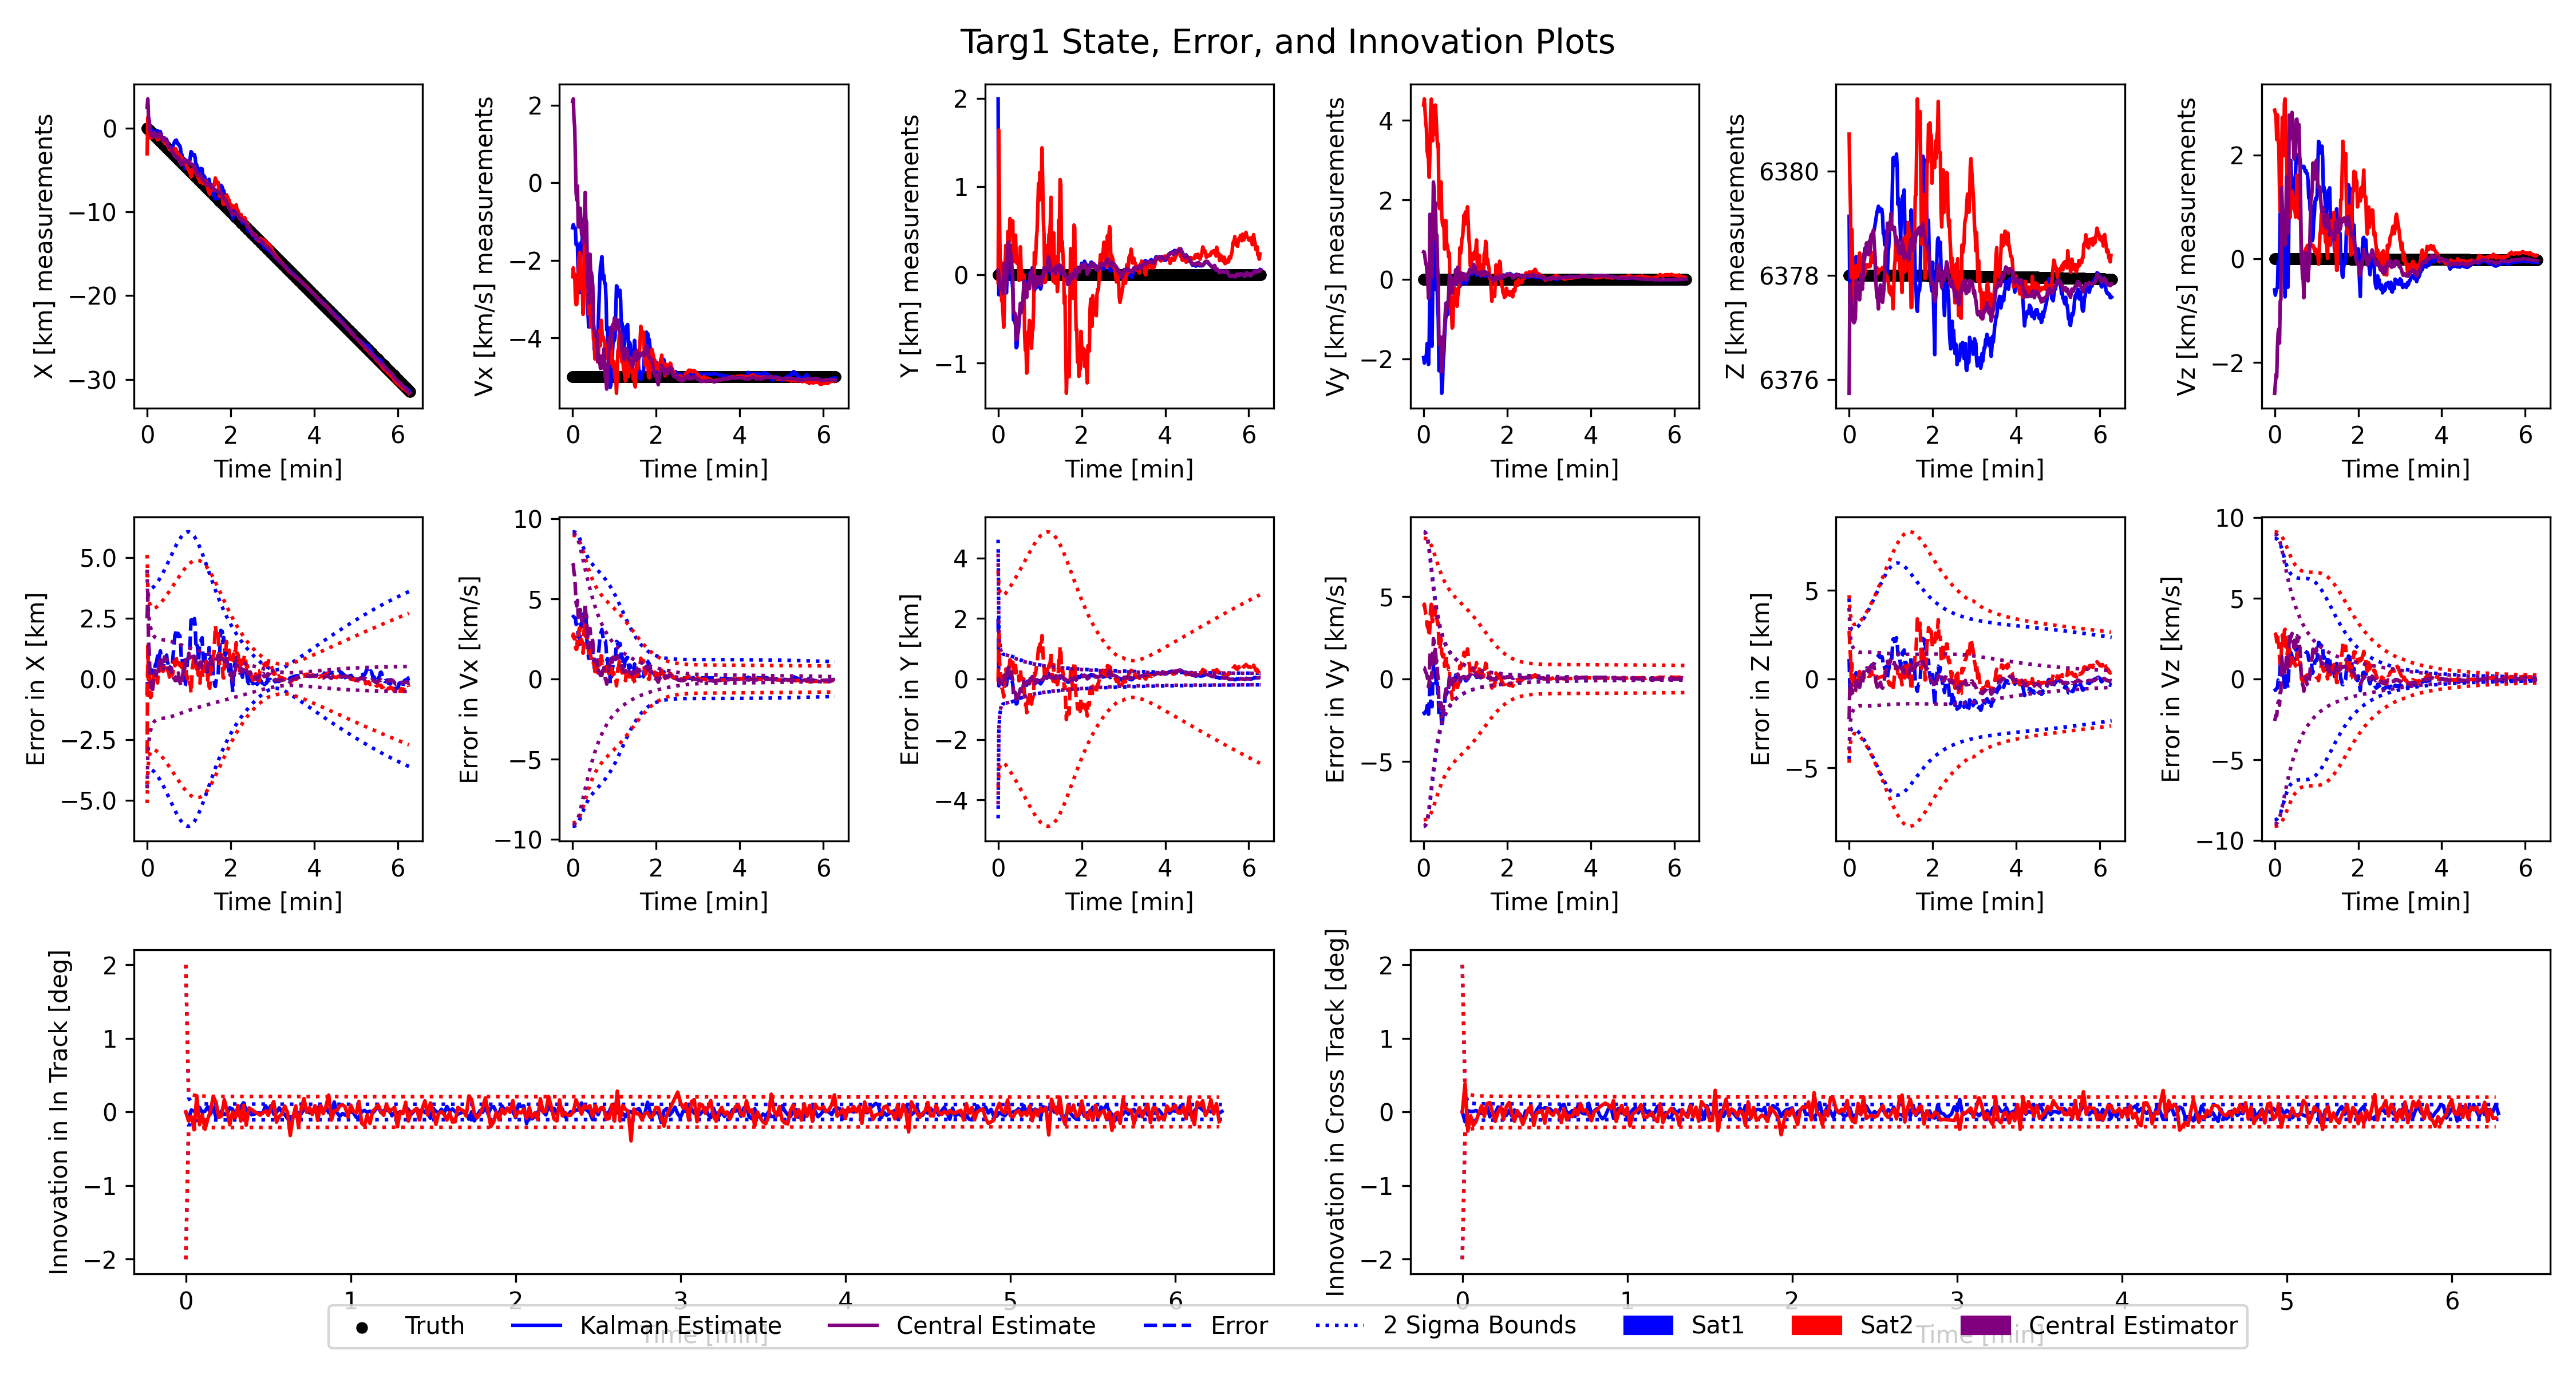 Targ1 State, Error, and Innovation Plots
X [km] measurements
0
−10
−20
−30
0 2 4 6
Time [min]
Vx [km/s] measurements
2
0
−2
−4
0 2 4 6
Time [min]
Y [km] measurements
2
1
0
−1
0 2 4 6
Time [min]
Vy [km/s] measurements
4
2
0
−2
0 2 4 6
Time [min]
Z [km] measurements
6380
6378
6376
0 2 4 6
Time [min]
Vz [km/s] measurements
2
0
−2
0 2 4 6
Time [min]
Error in X [km]
5.0
2.5
0.0
−2.5
−5.0
0 2 4 6
Time [min]
Error in Vx [km/s]
10
5
0
−5
−10
0 2 4 6
Time [min]
Error in Y [km]
4
2
0
−2
−4
0 2 4 6
Time [min]
Error in Vy [km/s]
5
0
−5
0 2 4 6
Time [min]
Error in Z [km]
5
0
−5
0 2 4 6
Time [min]
Error in Vz [km/s]
10
5
0
−5
−10
0 2 4 6
Time [min]
Innovation in In Track [deg]
2
1
0
−1
−2
0 1 2 3 4 5 6
Time [min]
Innovation in Cross Track [deg]
2
1
0
−1
−2
0 1 2 3 4 5 6
Time [min]
Truth Kalman Estimate Central Estimate Error 2 Sigma Bounds Sat1 Sat2 Central Estimator